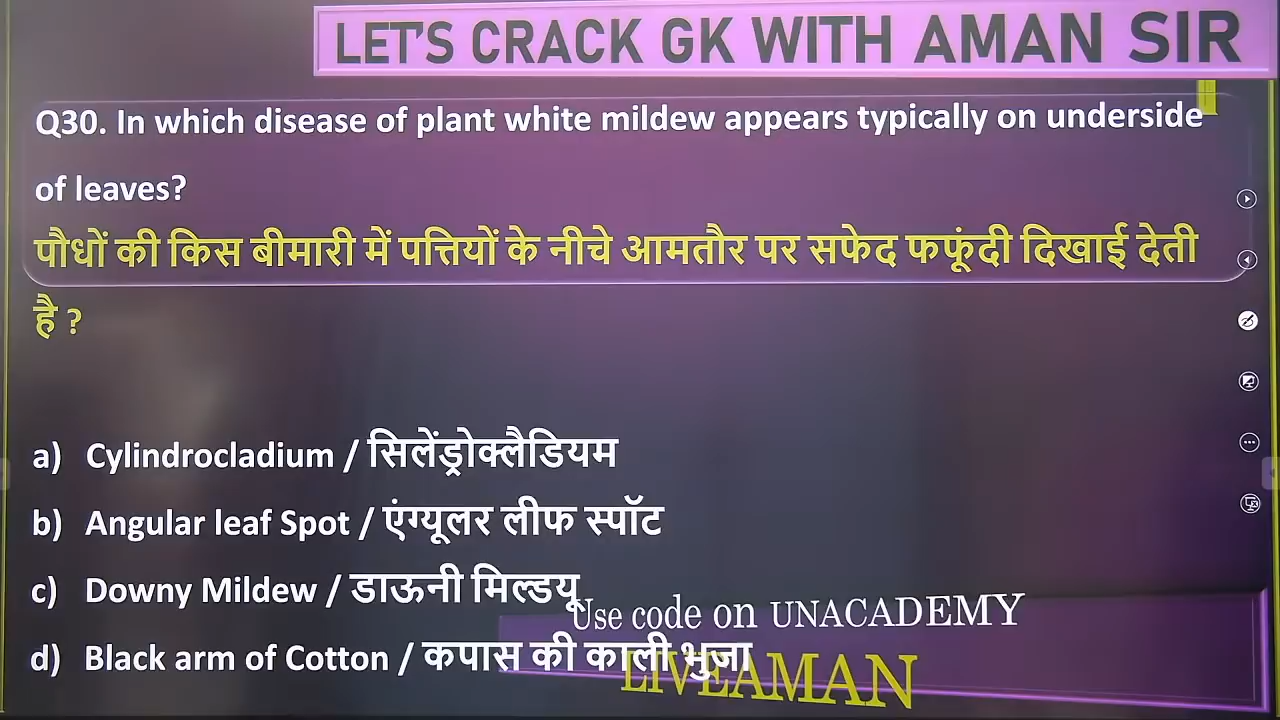 LET'S CRACK GK WITH AMAN SIR
Q30. In which disease of plant white mildew appears typically on underside
of leaves?
पौधों की किस बीमारी में पत्तियों के नीचे आमतौर पर सफेद फफूंदी दिखाई देती
है ?
a) Cylindrocladium / सिलेंड्रोक्लैडियम
b) Angular leaf Spot / एंग्यूलर लीफ स्पॉट
c) Downy Mildew / डाऊनी मिल्डयू
Use code on UNACADEMY
d) Black arm of Cotton / कपास की काली भुजा
LIVEAMAN